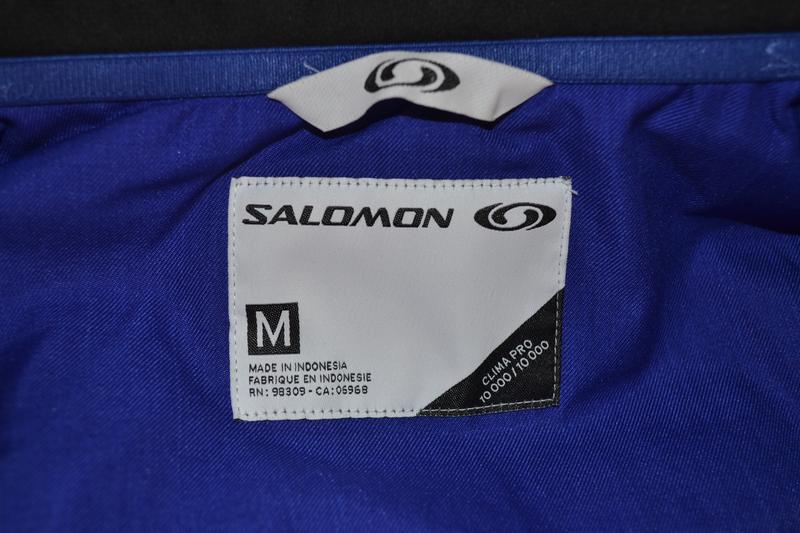 SALOMON
M
MADE IN INDONESIA
FABRIQUE EN INDONESIE
RN: 98309 - CA: 06968
CLIMA PRO
10 000 / 10 000